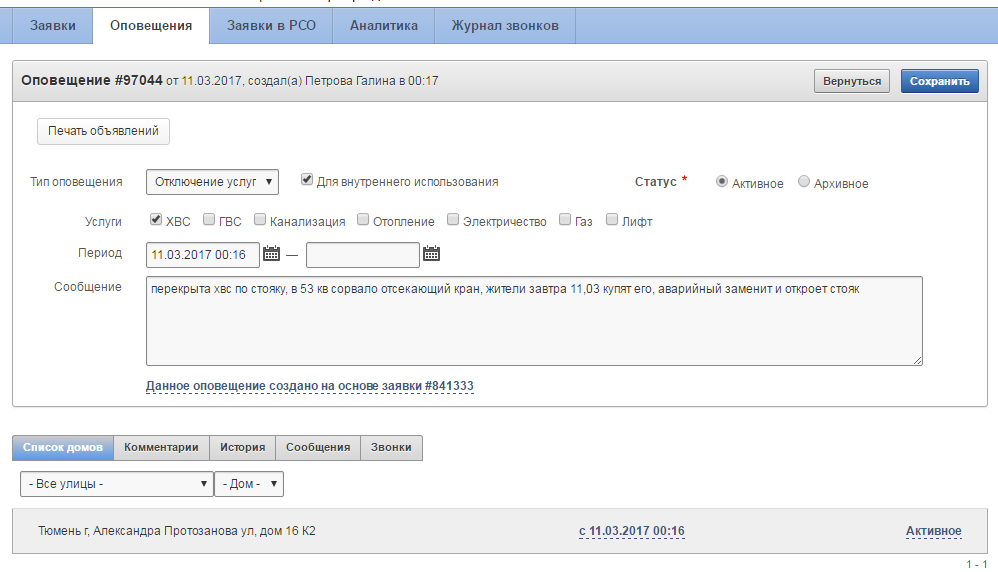 Заявки Оповещения Заявки в РСО Аналитика Журнал звонков
Оповещение #97044 от 11.03.2017, создал(а) Петрова Галина в 00:17 Вернуться Сохранить
Печать объявлений
Тип оповещения Отключение услуг Для внутреннего использования Статус * Активное Архивное
Услуги ХВС ГВС Канализация Отопление Электричество Газ Лифт
Период 11.03.2017 00:16 —
Сообщение перекрыта хвс по стояку, в 53 кв сорвало отсекающий кран, жители завтра 11,03 купят его, аварийный заменит и откроет стояк
Данное оповещение создано на основе заявки #841333
Список домов Комментарии История Сообщения Звонки
- Все улицы - - Дом -
Тюмень г, Александра Протозанова ул, дом 16 К2 с 11.03.2017 00:16 Активное
1 - 1